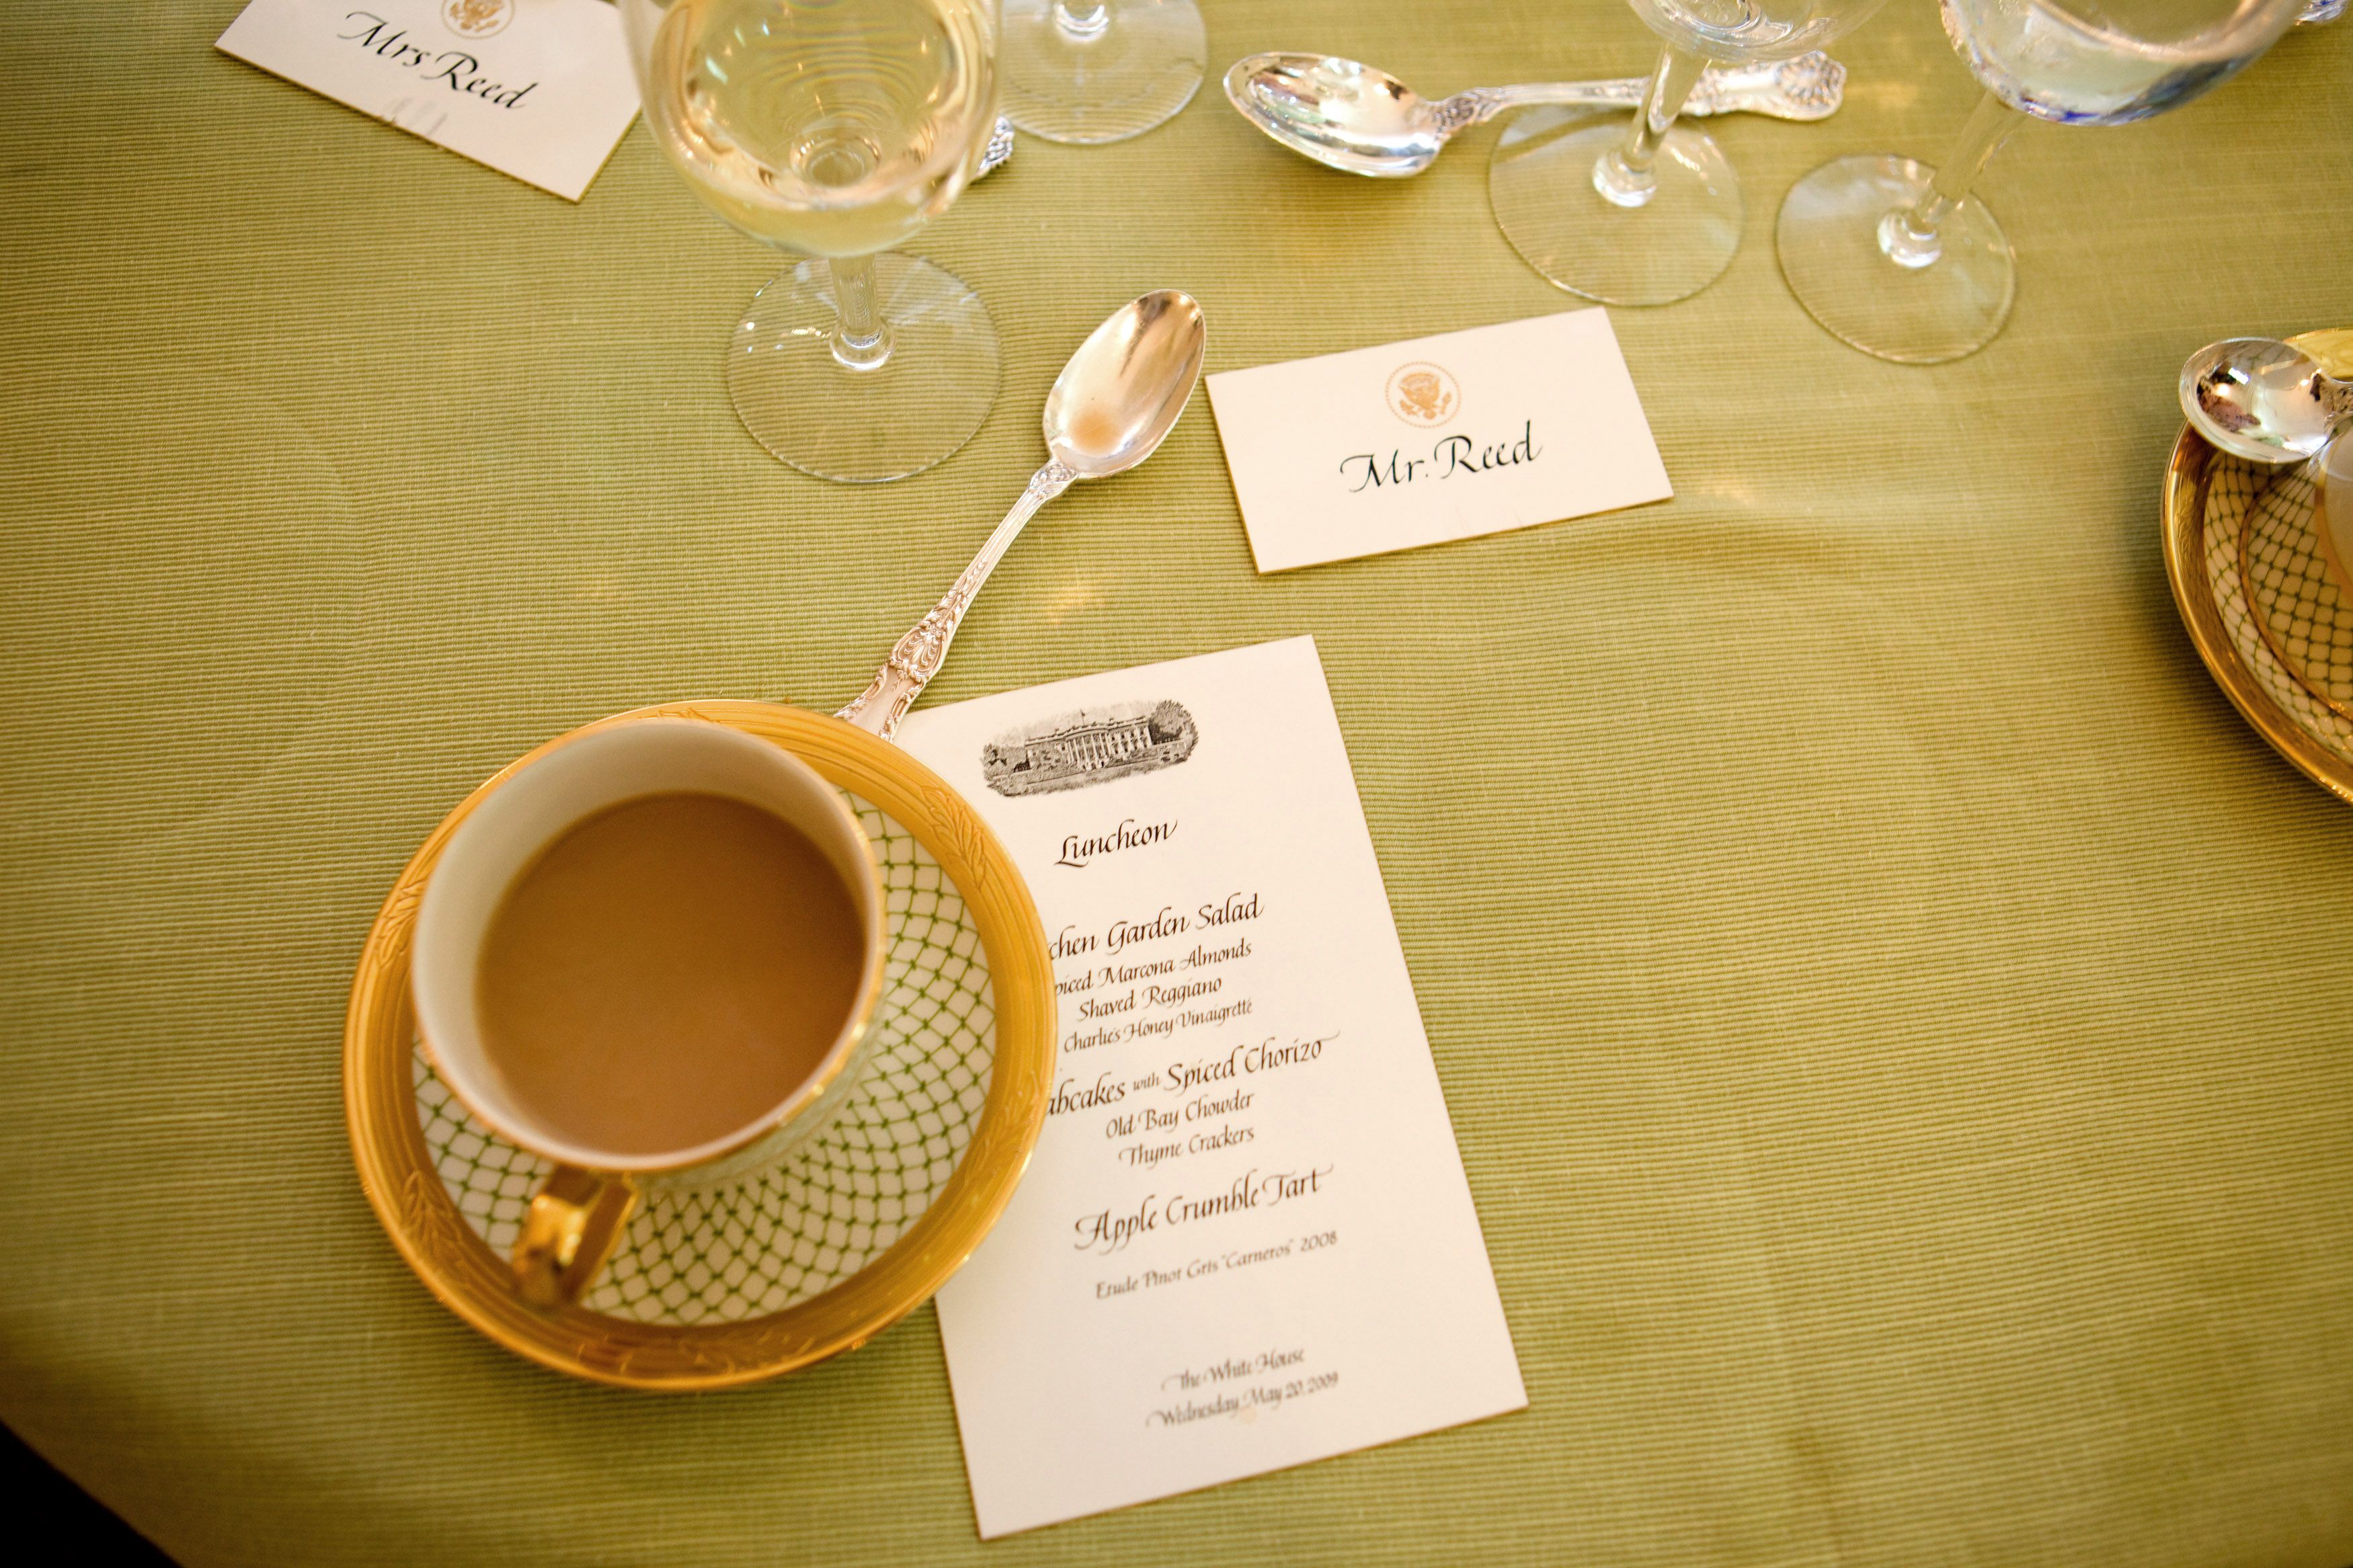 Mrs Reed
Mr. Reed
Luncheon
chen Garden Salad
piced Marcona Almonds
Shaved Reggiano
Charlie's Honey Vinaigrette
abcakes with Spiced Chorizo
Old Bay Chowder
Thyme Crackers
Apple Crumble Tart
Etude Pinot Gris "Carneros" 2008
The White House
Wednesday May 20, 2009